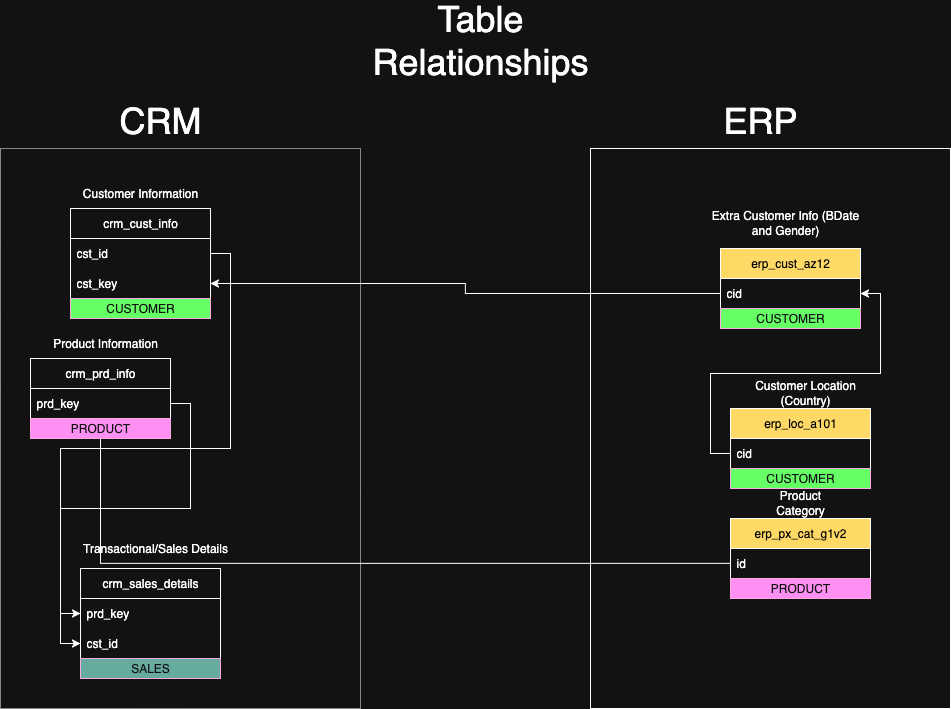 Table
Relationships
CRM
ERP
Customer Information
crm_cust_info
cst_id
cst_key
CUSTOMER
Product Information
crm_prd_info
prd_key
PRODUCT
Transactional/Sales Details
crm_sales_details
prd_key
cst_id
SALES
Extra Customer Info (BDate
and Gender)
erp_cust_az12
cid
CUSTOMER
Customer Location
(Country)
erp_loc_a101
cid
CUSTOMER
Product
Category
erp_px_cat_g1v2
id
PRODUCT